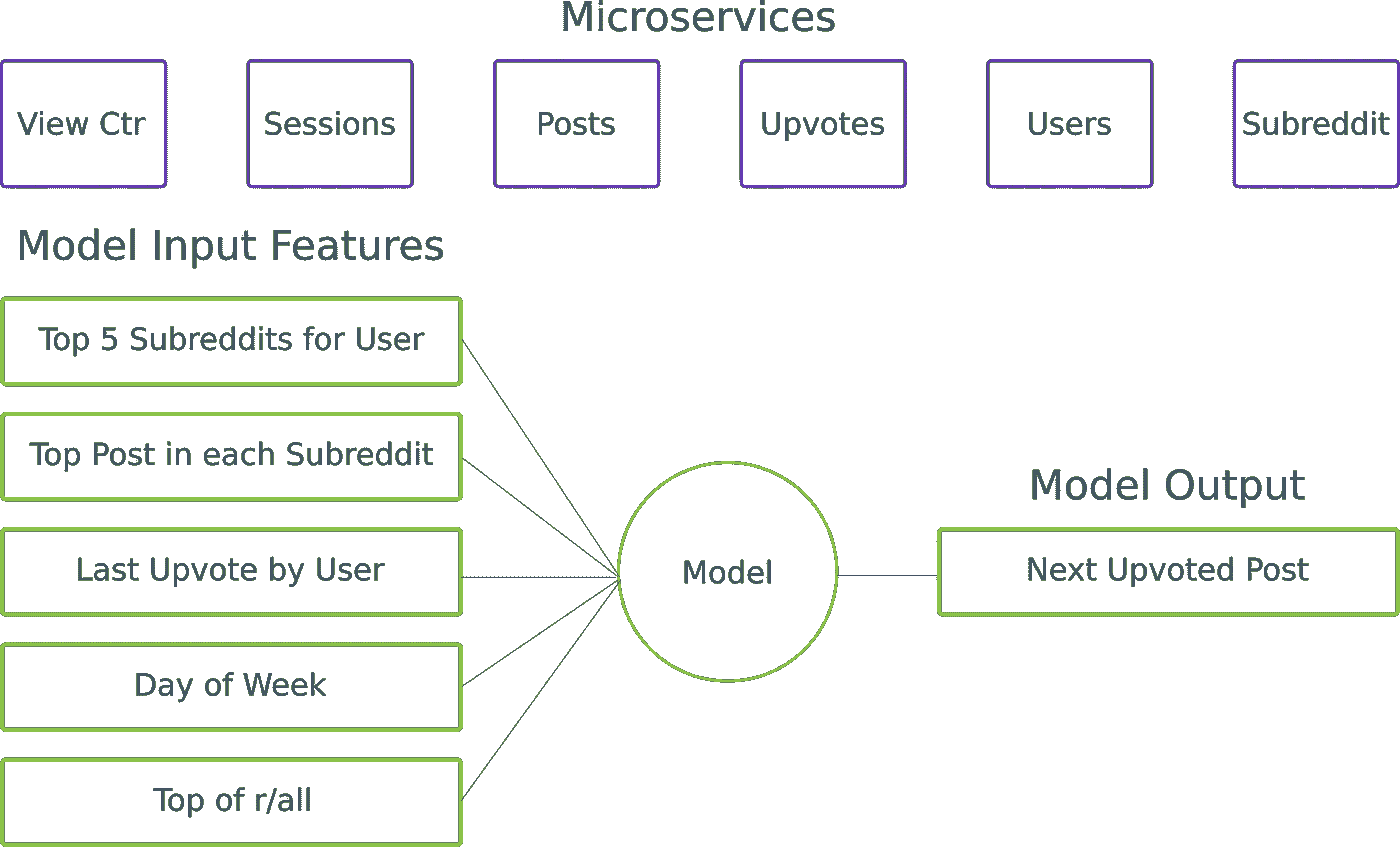 Microservices
View Ctr
Sessions
Posts
Upvotes
Users
Subreddit
Model Input Features
Top 5 Subreddits for User
Top Post in each Subreddit
Last Upvote by User
Day of Week
Top of r/all
Model
Model Output
Next Upvoted Post